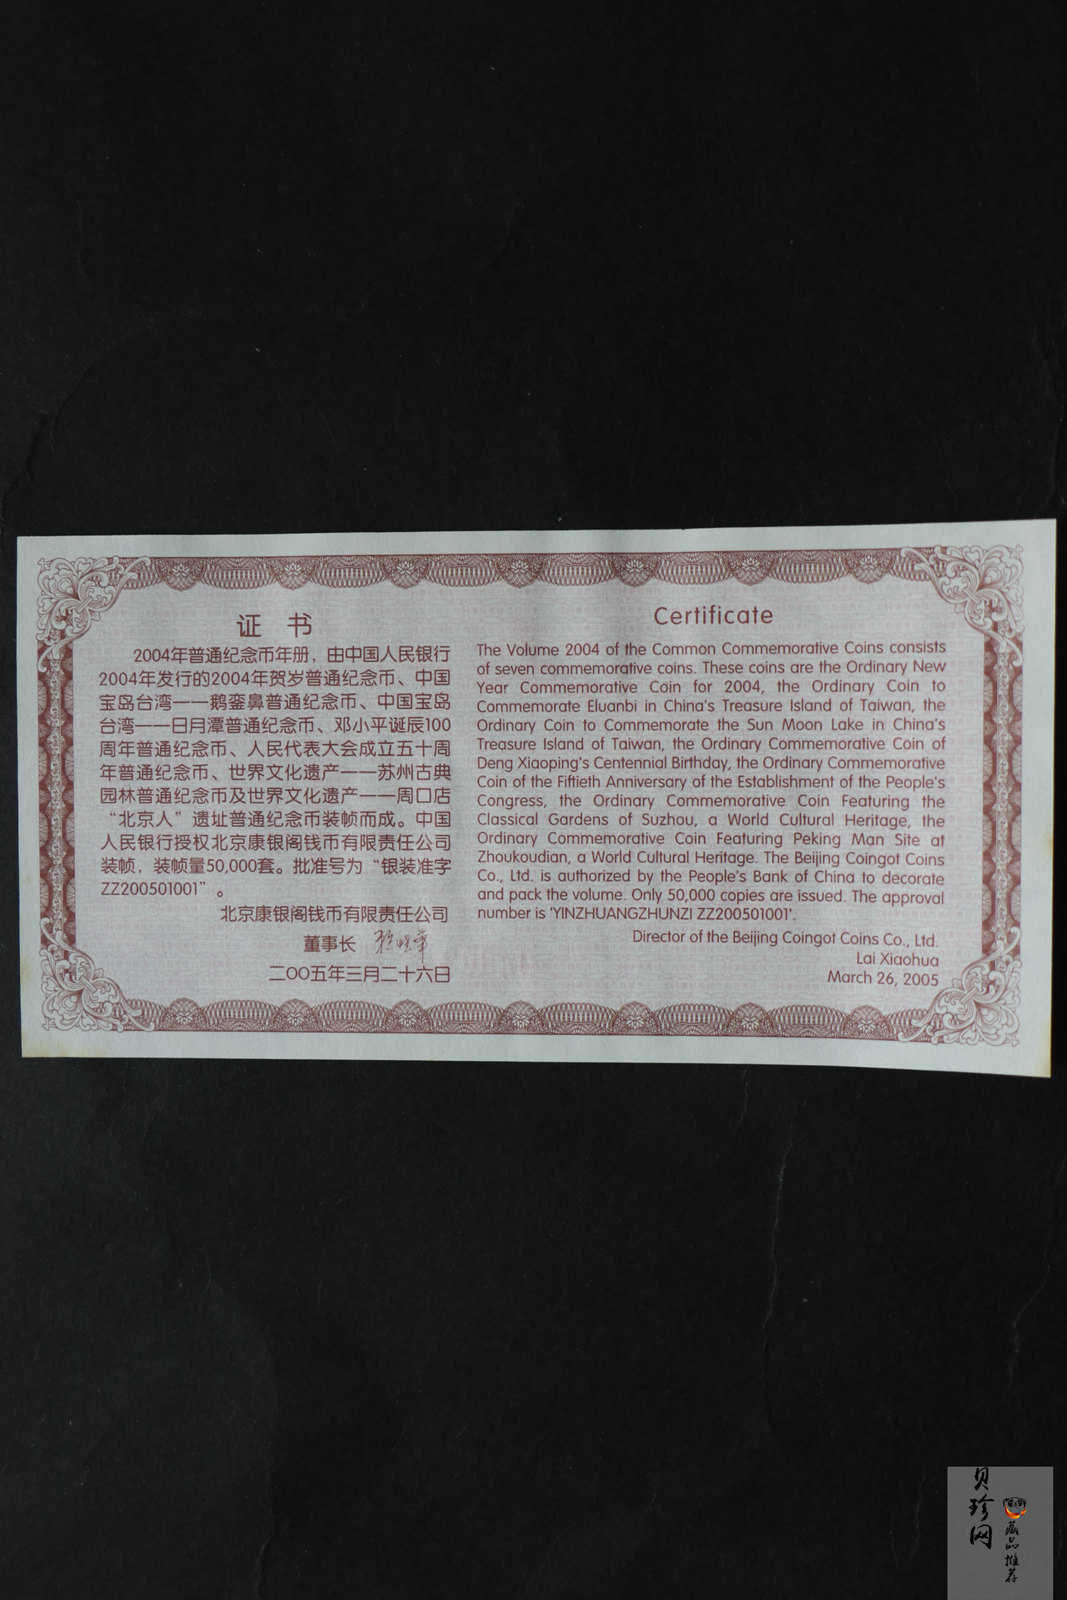 证 书
2004年普通纪念币年册，由中国人民银行
2004年发行的2004年贺岁普通纪念币、中国
宝岛台湾——鹅銮鼻普通纪念币、中国宝岛
台湾——日月潭普通纪念币、邓小平诞辰100
周年普通纪念币、人民代表大会成立五十周
年普通纪念币、世界文化遗产——苏州古典
园林普通纪念币及世界文化遗产——周口店
“北京人”遗址普通纪念币装帧而成。中国
人民银行授权北京康银阁钱币有限责任公司
装帧，装帧量50,000套。批准号为“银装准字
ZZ200501001”。
北京康银阁钱币有限责任公司
董事长
二〇〇五年三月二十六日
Certificate
The Volume 2004 of the Common Commemorative Coins consists
of seven commemorative coins. These coins are the Ordinary New
Year Commemorative Coin for 2004, the Ordinary Coin to
Commemorate Eluanbi in China's Treasure Island of Taiwan, the
Ordinary Coin to Commemorate the Sun Moon Lake in China's
Treasure Island of Taiwan, the Ordinary Commemorative Coin of
Deng Xiaoping's Centennial Birthday, the Ordinary Commemorative
Coin of the Fiftieth Anniversary of the Establishment of the People's
Congress, the Ordinary Commemorative Coin Featuring the
Classical Gardens of Suzhou, a World Cultural Heritage, the
Ordinary Commemorative Coin Featuring Peking Man Site at
Zhoukoudian, a World Cultural Heritage. The Beijing Coingot Coins
Co., Ltd. is authorized by the People's Bank of China to decorate
and pack the volume. Only 50,000 copies are issued. The approval
number is 'YINZHUANGZHUNZI ZZ200501001'.
Director of the Beijing Coingot Coins Co., Ltd.
Lai Xiaohua
March 26, 2005
贝珍网
藏品推荐